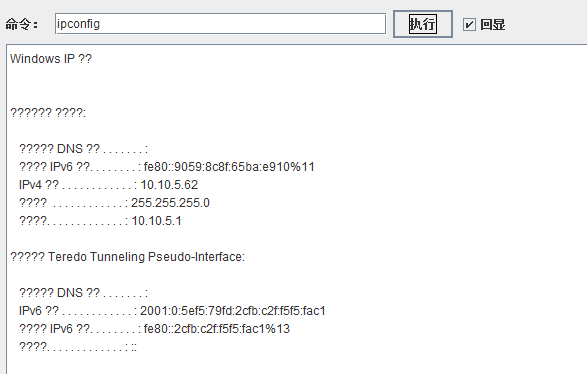 命令： ipconfig 执行 回显
Windows IP ??
?????? ????:
????? DNS ?? . . . . . . . :
???? IPv6 ??. . . . . . . . : fe80::9059:8c8f:65ba:e910%11
IPv4 ?? . . . . . . . . . . . . : 10.10.5.62
???? . . . . . . . . . . . . : 255.255.255.0
????. . . . . . . . . . . . . : 10.10.5.1
????? Teredo Tunneling Pseudo-Interface:
????? DNS ?? . . . . . . . :
IPv6 ?? . . . . . . . . . . . . : 2001:0:5ef5:79fd:2cfb:c2f:f5f5:fac1
???? IPv6 ??. . . . . . . . : fe80::2cfb:c2f:f5f5:fac1%13
????. . . . . . . . . . . . . : ::